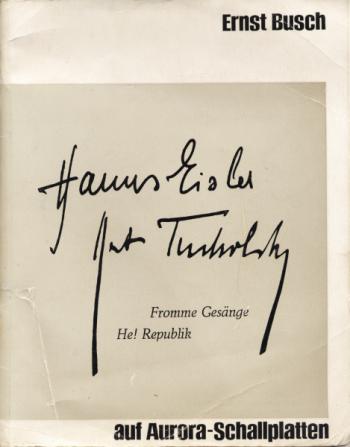 Ernst Busch
Hanns Eisler
Kurt Tucholsky
Fromme Gesänge
He! Republik
auf Aurora-Schallplatten